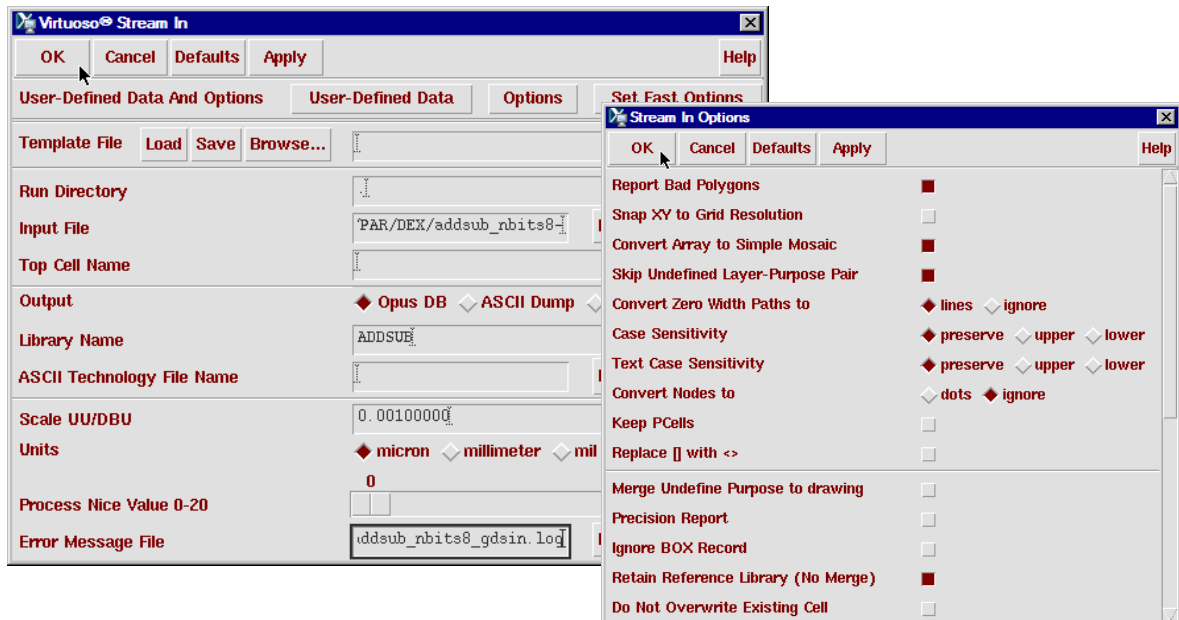 Virtuoso® Stream In
OK Cancel Defaults Apply Help
User-Defined Data And Options User-Defined Data Options Set Fast Options
Template File Load Save Browse...
Run Directory .
Input File PAR/DEX/addsub_nbits8-
Top Cell Name
Output Opus DB ASCII Dump
Library Name ADDSUB
ASCII Technology File Name
Scale UU/DBU 0.00100000
Units micron millimeter mil
0
Process Nice Value 0-20
Error Message File ddsub_nbits8_gdsin.log
Stream In Options
OK Cancel Defaults Apply Help
Report Bad Polygons
Snap XY to Grid Resolution
Convert Array to Simple Mosaic
Skip Undefined Layer-Purpose Pair
Convert Zero Width Paths to lines ignore
Case Sensitivity preserve upper lower
Text Case Sensitivity preserve upper lower
Convert Nodes to dots ignore
Keep PCells
Replace [] with <>
Merge Undefine Purpose to drawing
Precision Report
Ignore BOX Record
Retain Reference Library (No Merge)
Do Not Overwrite Existing Cell